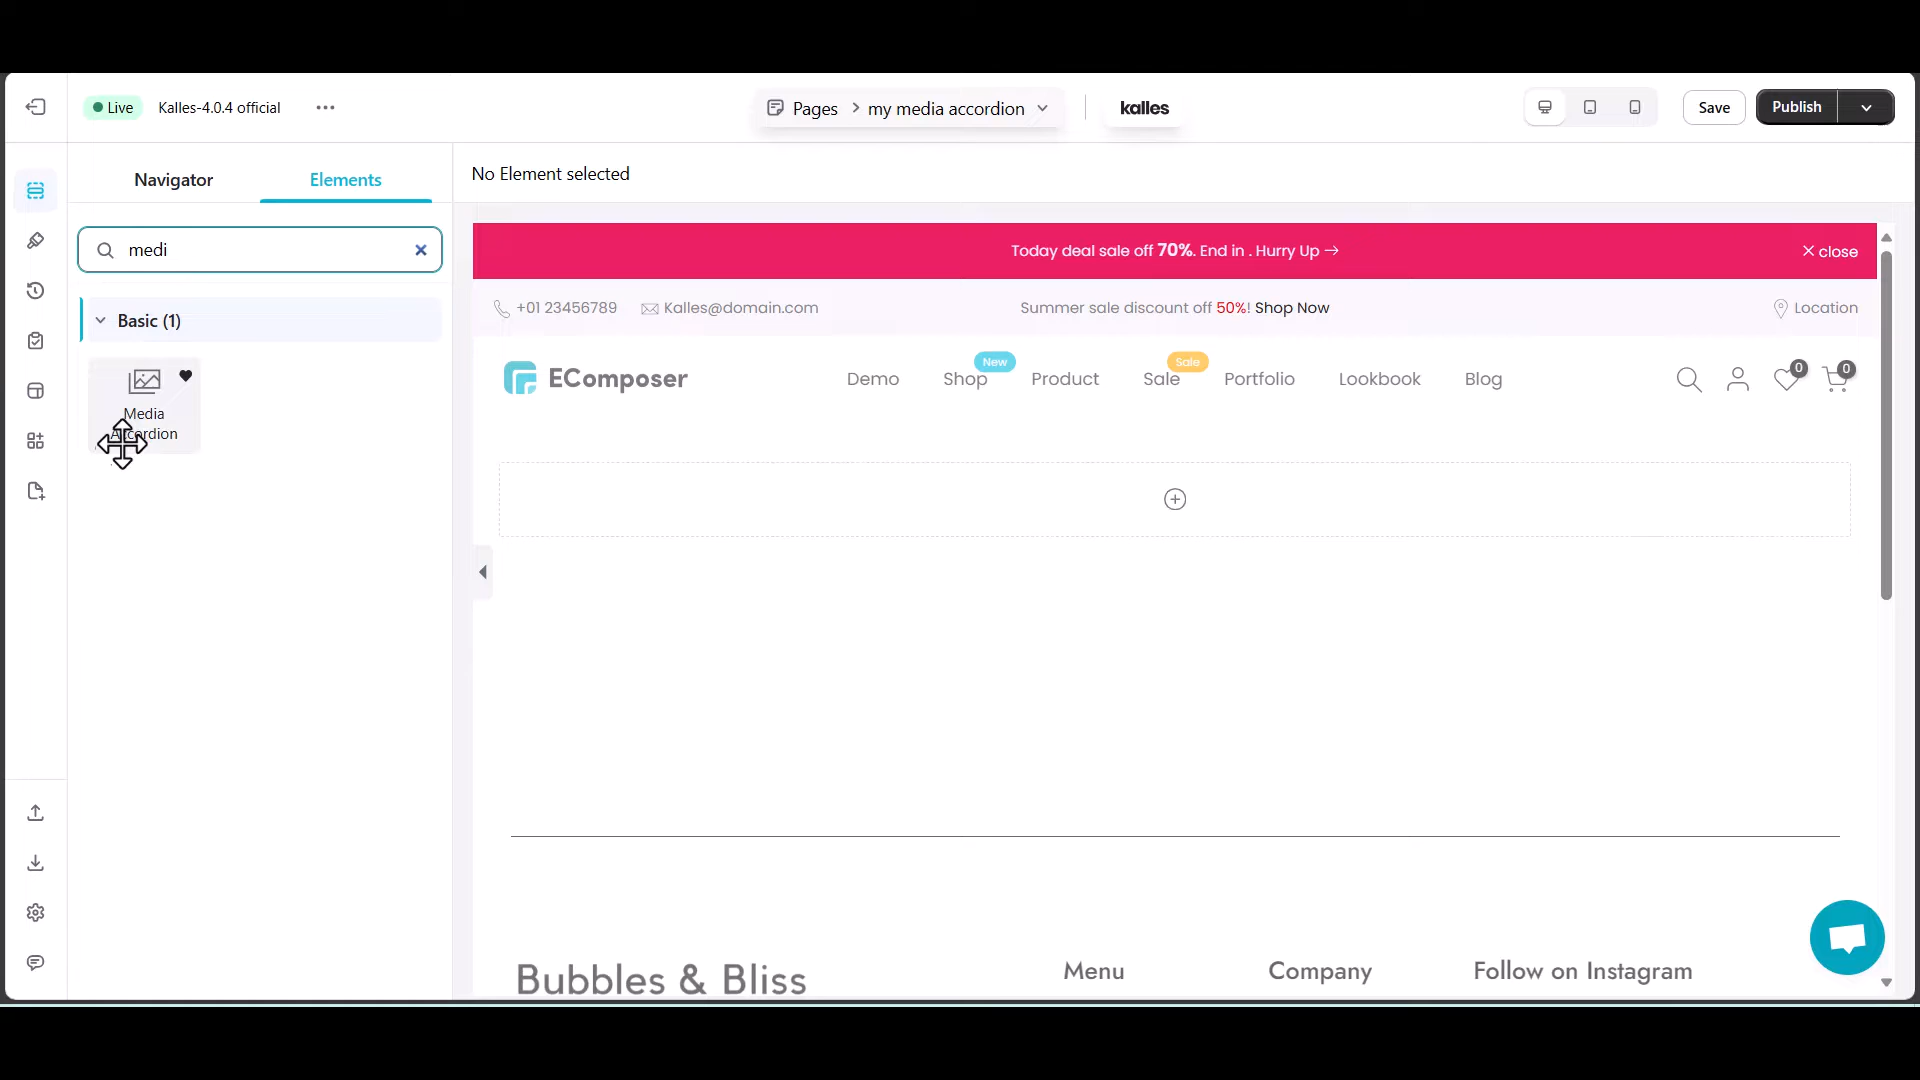 Live
Kalles-4.0.4 official
Pages
my media accordion
kalles
Save
Publish
Navigator
Elements
No Element selected
medi
Basic (1)
Media
Accordion
Today deal sale off 70%. End in . Hurry Up →
close
+01 23456789
Kalles@domain.com
Summer sale discount off 50%! Shop Now
Location
EComposer
Demo
Shop
New
Product
Sale
Sale
Portfolio
Lookbook
Blog
0
0
Bubbles & Bliss
Menu
Company
Follow on Instagram